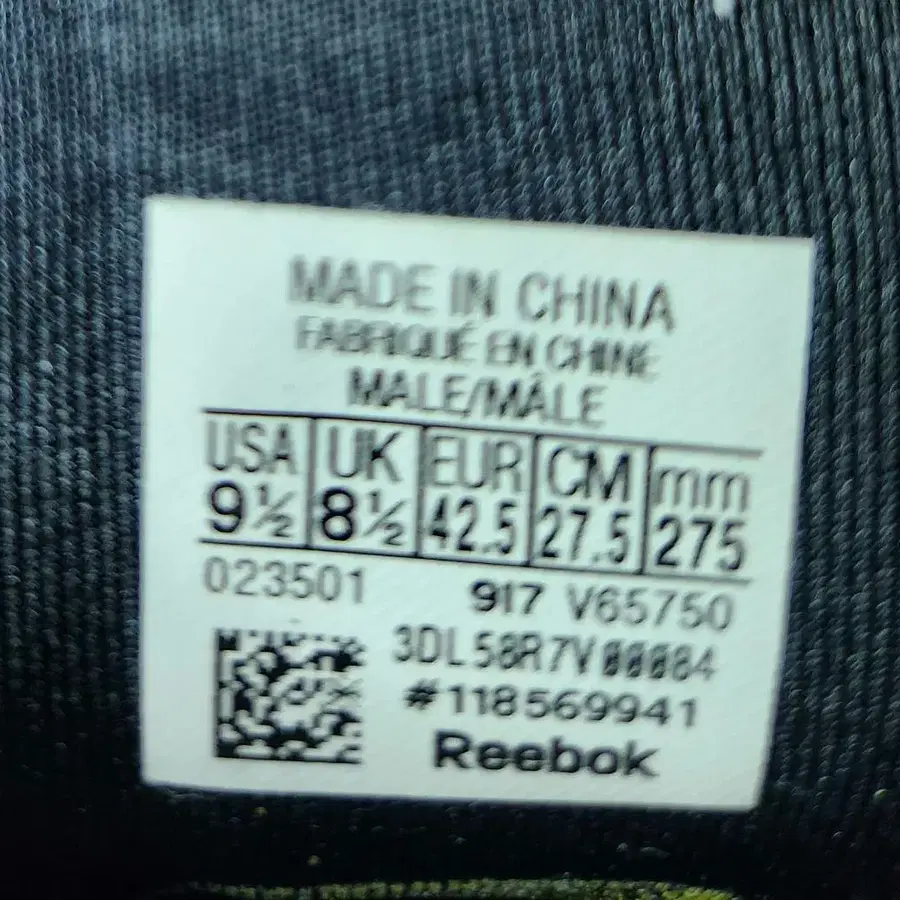 MADE IN CHINA
FABRIQUÉ EN CHINE
MALE/MÂLE
USA UK EUR CM mm
9½ 8½ 42.5 27.5 275
023501 917 V65750
3DL58R7V00084
#118569941
Reebok